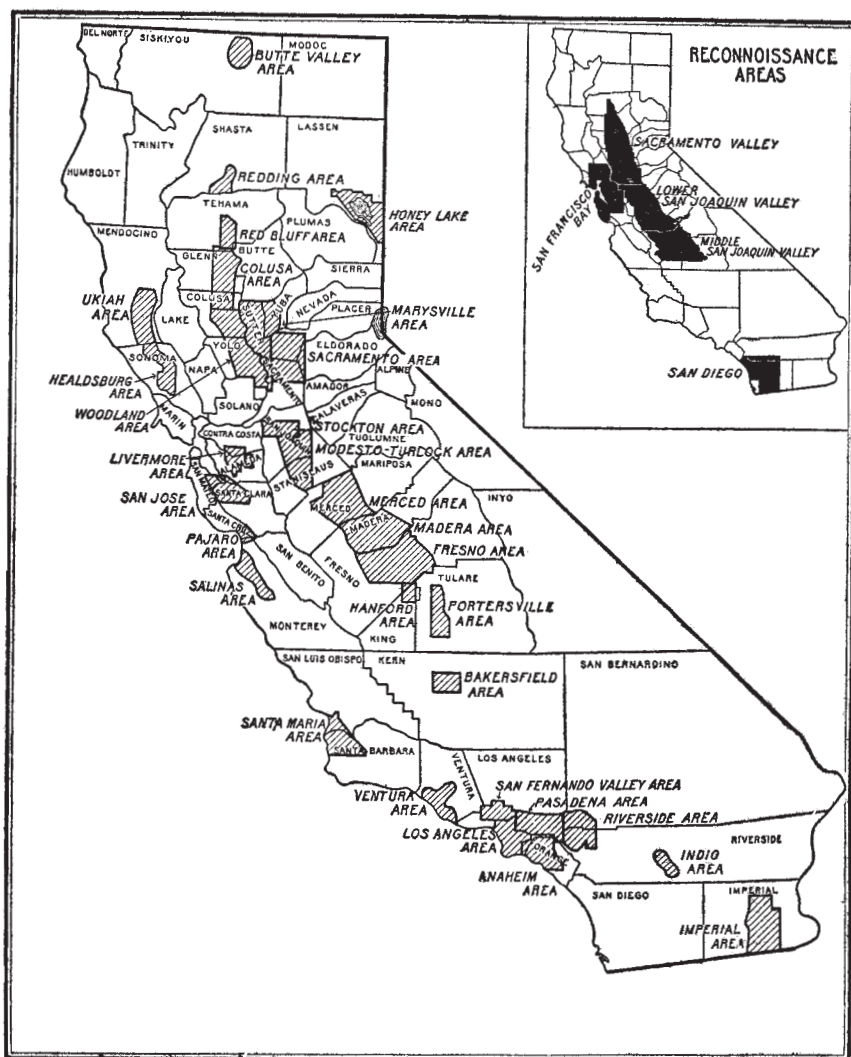 DEL NORTE
SISKIYOU
MODOC
BUTTE VALLEY
AREA
SHASTA
LASSEN
TRINITY
HUMBOLDT
REDDING AREA
TEHAMA
PLUMAS
HONEY LAKE
AREA
MENDOCINO
RED BLUFF AREA
GLENN
BUTTE
COLUSA
AREA
SIERRA
COLUSA
UKIAH
AREA
LAKE
SUTTER
YUBA
NEVADA
PLACER
MARYSVILLE
AREA
YOLO
ELDORADO
SACRAMENTO AREA
SONOMA
NAPA
SACRAMENTO
ALPINE
HEALDSBURG
AREA
AMADOR
SOLANO
MONO
WOODLAND
AREA
MARIN
CALAVERAS
CONTRA COSTA
SAN JOAQUIN
STOCKTON AREA
TUOLUMNE
MODESTO-TURLOCK AREA
LIVERMORE
AREA
ALAMEDA
STANISLAUS
MARIPOSA
SAN MATEO
SANTA CLARA
SAN JOSE
AREA
MERCED
MERCED AREA
INYO
SANTA CRUZ
MADERA
MADERA AREA
PAJARO
AREA
SAN
BENITO
FRESNO
FRESNO AREA
TULARE
SALINAS
AREA
HANFORD
AREA
PORTERSVILLE
AREA
MONTEREY
KING
SAN LUIS OBISPO
KERN
SAN BERNARDINO
BAKERSFIELD
AREA
SANTA MARIA
AREA
SANTA BARBARA
VENTURA
LOS ANGELES
SAN FERNANDO VALLEY AREA
VENTURA
AREA
PASADENA AREA
RIVERSIDE AREA
LOS ANGELES
AREA
ORANGE
RIVERSIDE
INDIO
AREA
ANAHEIM
AREA
SAN DIEGO
IMPERIAL
IMPERIAL
AREA
RECONNOISSANCE
AREAS
SACRAMENTO VALLEY
LOWER
SAN JOAQUIN VALLEY
SAN FRANCISCO
BAY
MIDDLE
SAN JOAQUIN VALLEY
SAN DIEGO